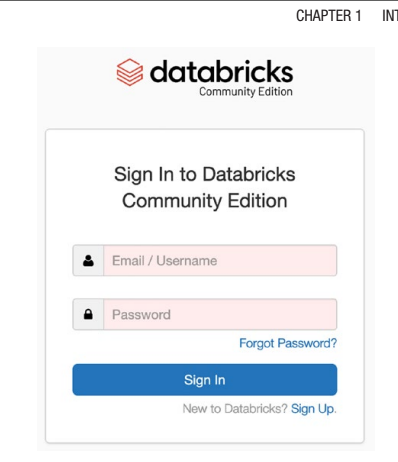 CHAPTER 1 INT
databricks
Community Edition
Sign In to Databricks
Community Edition
Email / Username
Password
Forgot Password?
Sign In
New to Databricks? Sign Up.